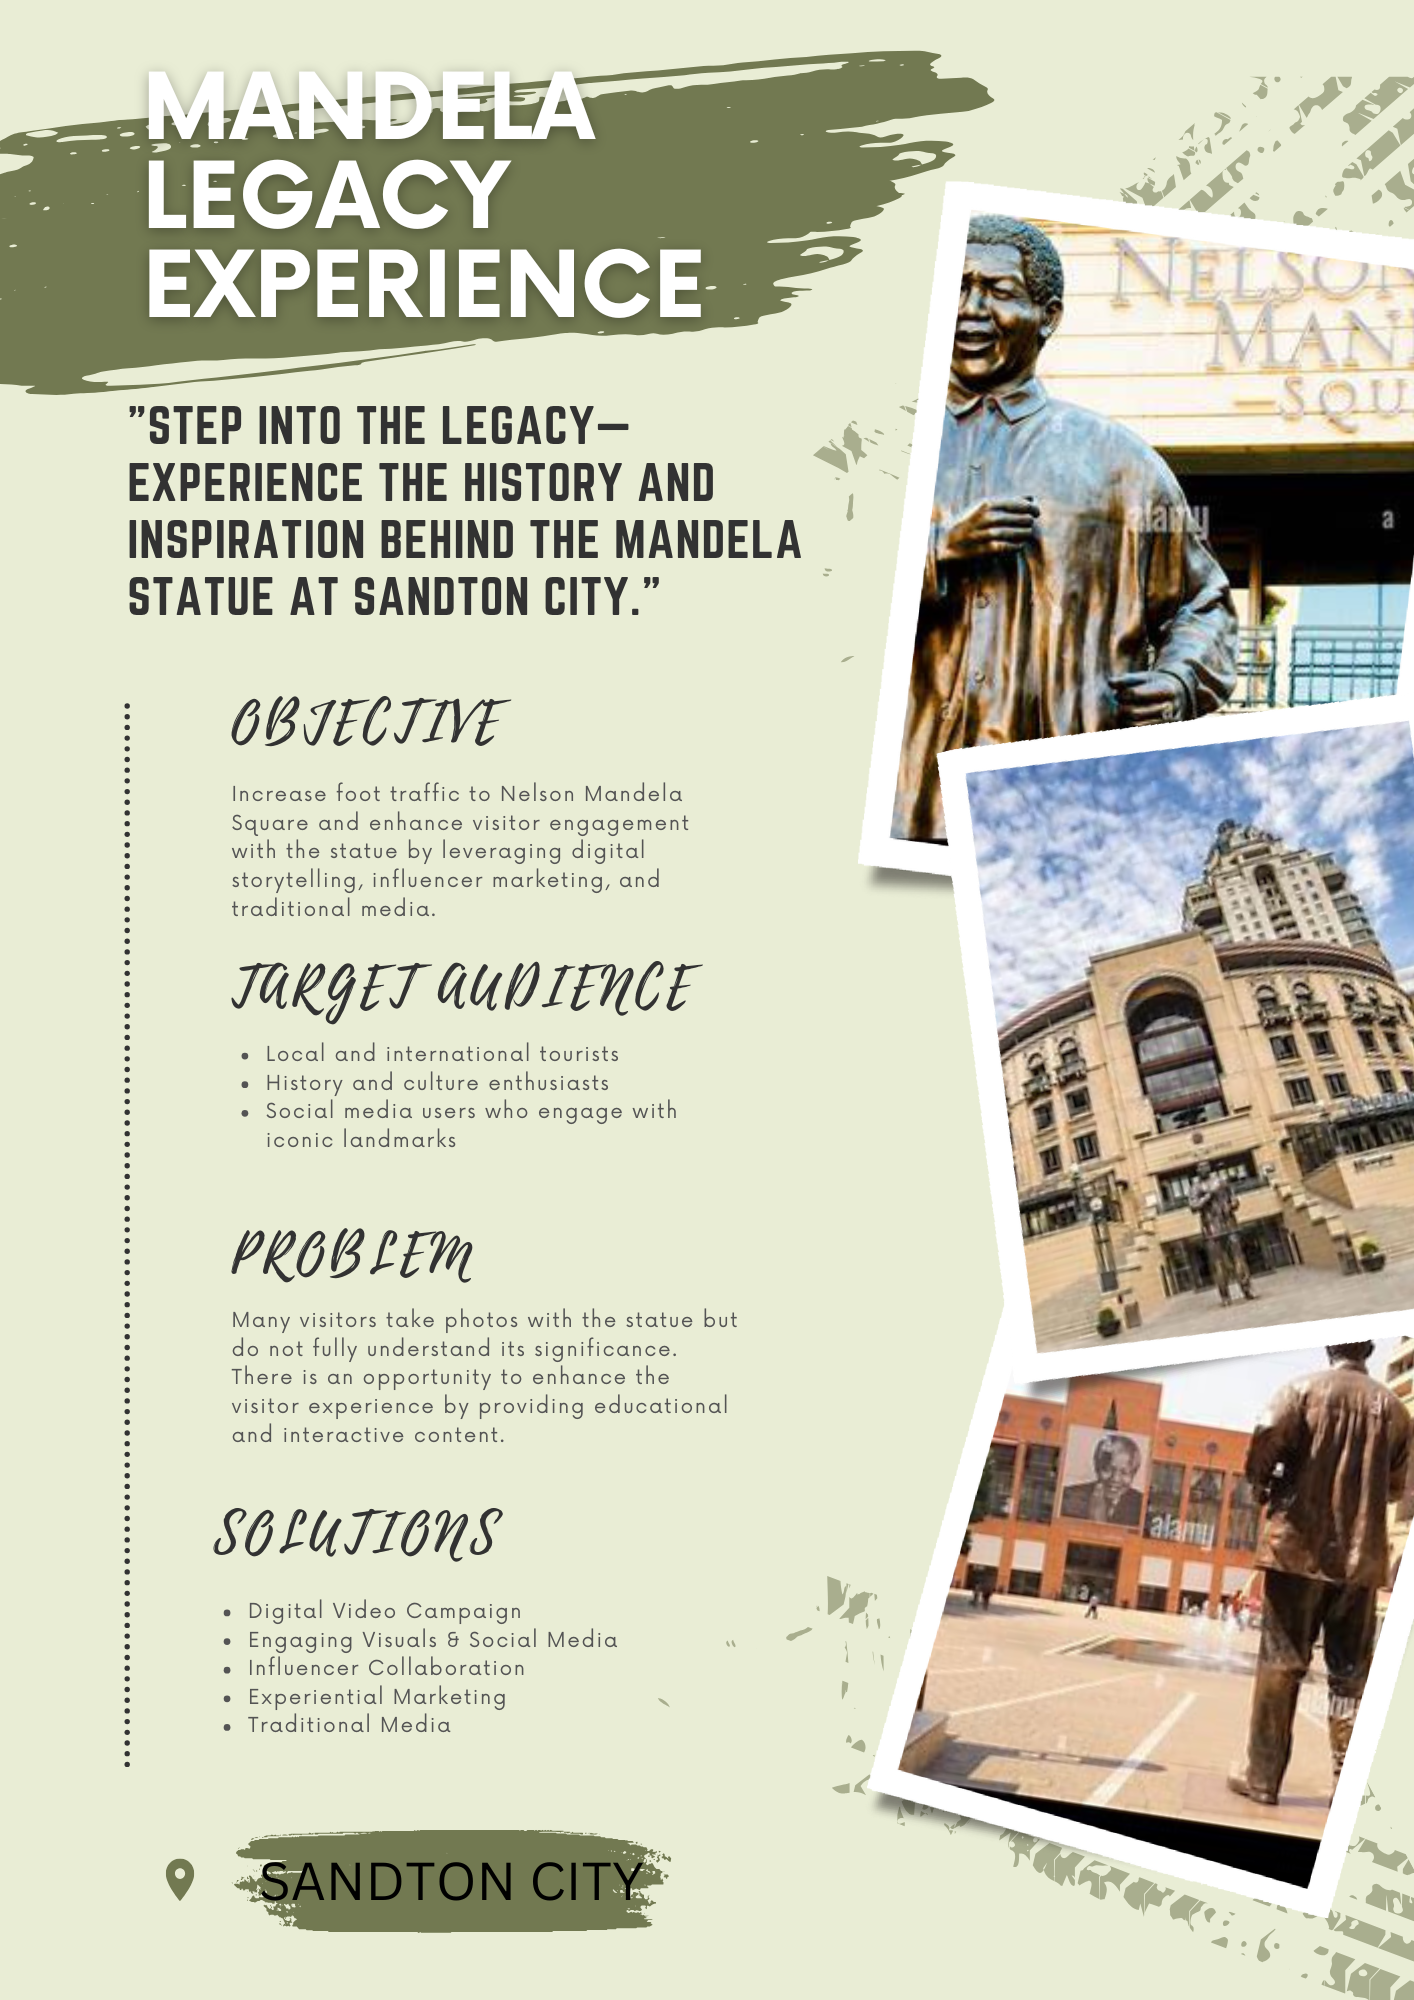 MANDELA
LEGACY
EXPERIENCE
"STEP INTO THE LEGACY—
EXPERIENCE THE HISTORY AND
INSPIRATION BEHIND THE MANDELA
STATUE AT SANDTON CITY."
OBJECTIVE
Increase foot traffic to Nelson Mandela
Square and enhance visitor engagement
with the statue by leveraging digital
storytelling, influencer marketing, and
traditional media.
TARGET AUDIENCE
• Local and international tourists
• History and culture enthusiasts
• Social media users who engage with
iconic landmarks
PROBLEM
Many visitors take photos with the statue but
do not fully understand its significance.
There is an opportunity to enhance the
visitor experience by providing educational
and interactive content.
SOLUTIONS
• Digital Video Campaign
• Engaging Visuals & Social Media
• Influencer Collaboration
• Experiential Marketing
• Traditional Media
SANDTON CITY
NELSON
MAN
SQU
alamy
a
alamy